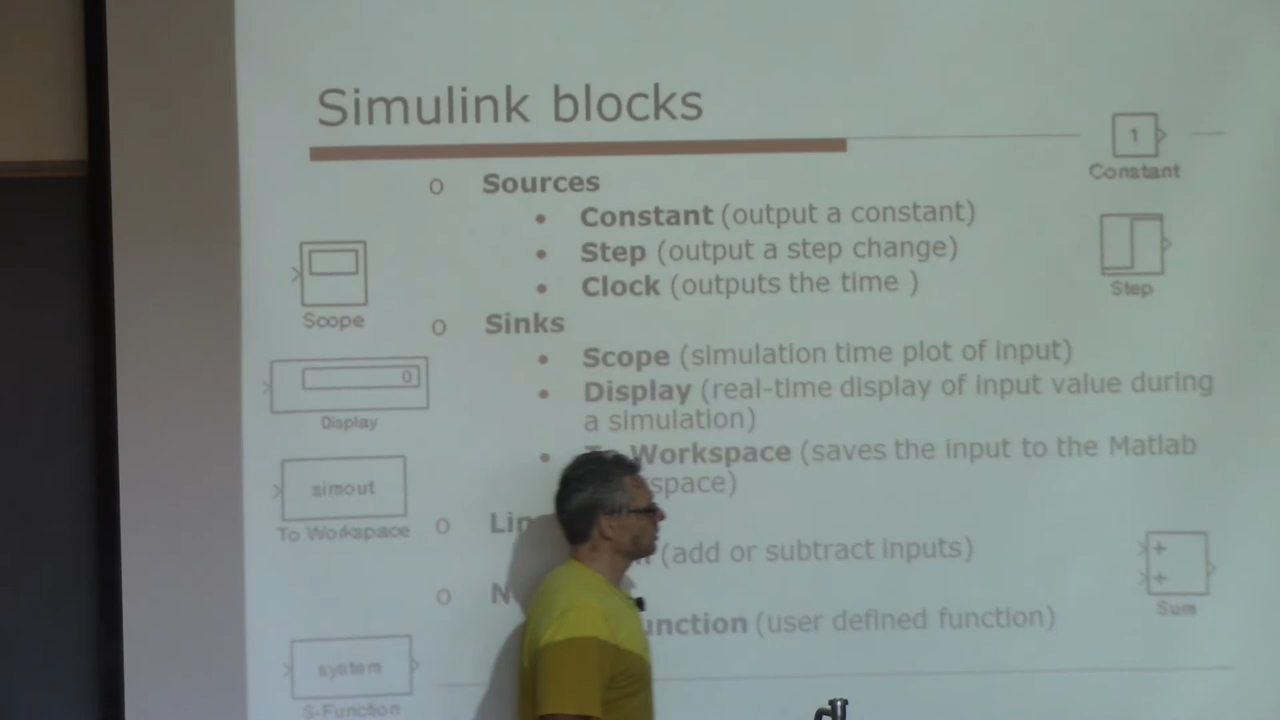 Simulink blocks
1
Constant
o Sources
• Constant (output a constant)
• Step (output a step change)
• Clock (outputs the time )
Step
Scope
o Sinks
• Scope (simulation time plot of input)
• Display (real-time display of input value during
a simulation)
0
Display
• Workspace (saves the input to the Matlab
space)
simout
To Workspace
o Lin
(add or subtract inputs)
+
+
Sum
o N
unction (user defined function)
system
S-Function